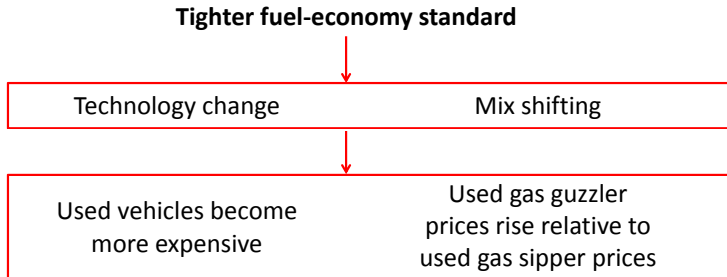 Tighter fuel-economy standard
Technology change
Mix shifting
Used vehicles become
more expensive
Used gas guzzler
prices rise relative to
used gas sipper prices